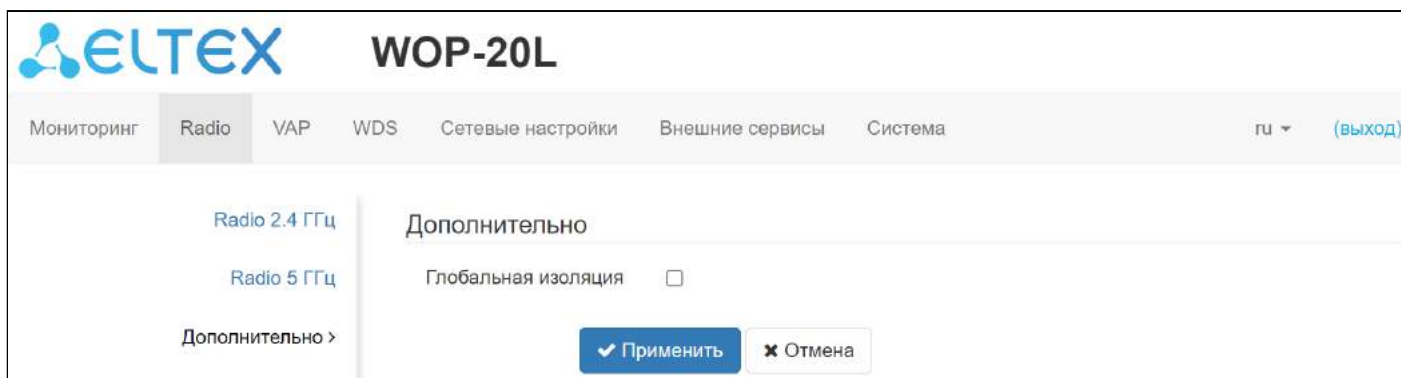 ELTEX WOP-20L
Мониторинг Radio VAP WDS Сетевые настройки Внешние сервисы Система ru (выход)
Radio 2.4 ГГц
Дополнительно
Radio 5 ГГц
Глобальная изоляция
Дополнительно >
Применить Отмена